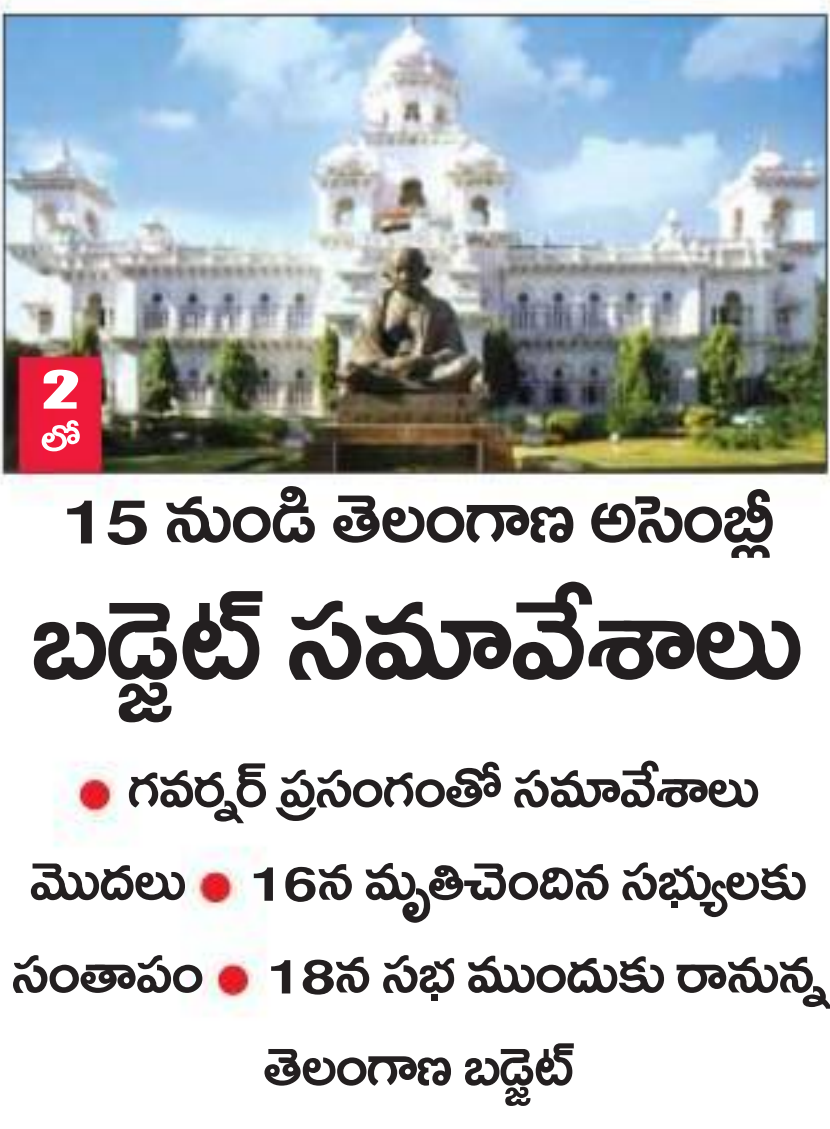 2
లో
15 నుండి తెలంగాణ అసెంబ్లీ
బడ్జెట్ సమావేశాలు
● గవర్నర్ ప్రసంగంతో సమావేశాలు
మొదలు ● 16న మృతిచెందిన సభ్యులకు
సంతాపం ● 18న సభ ముందుకు రానున్న
తెలంగాణ బడ్జెట్